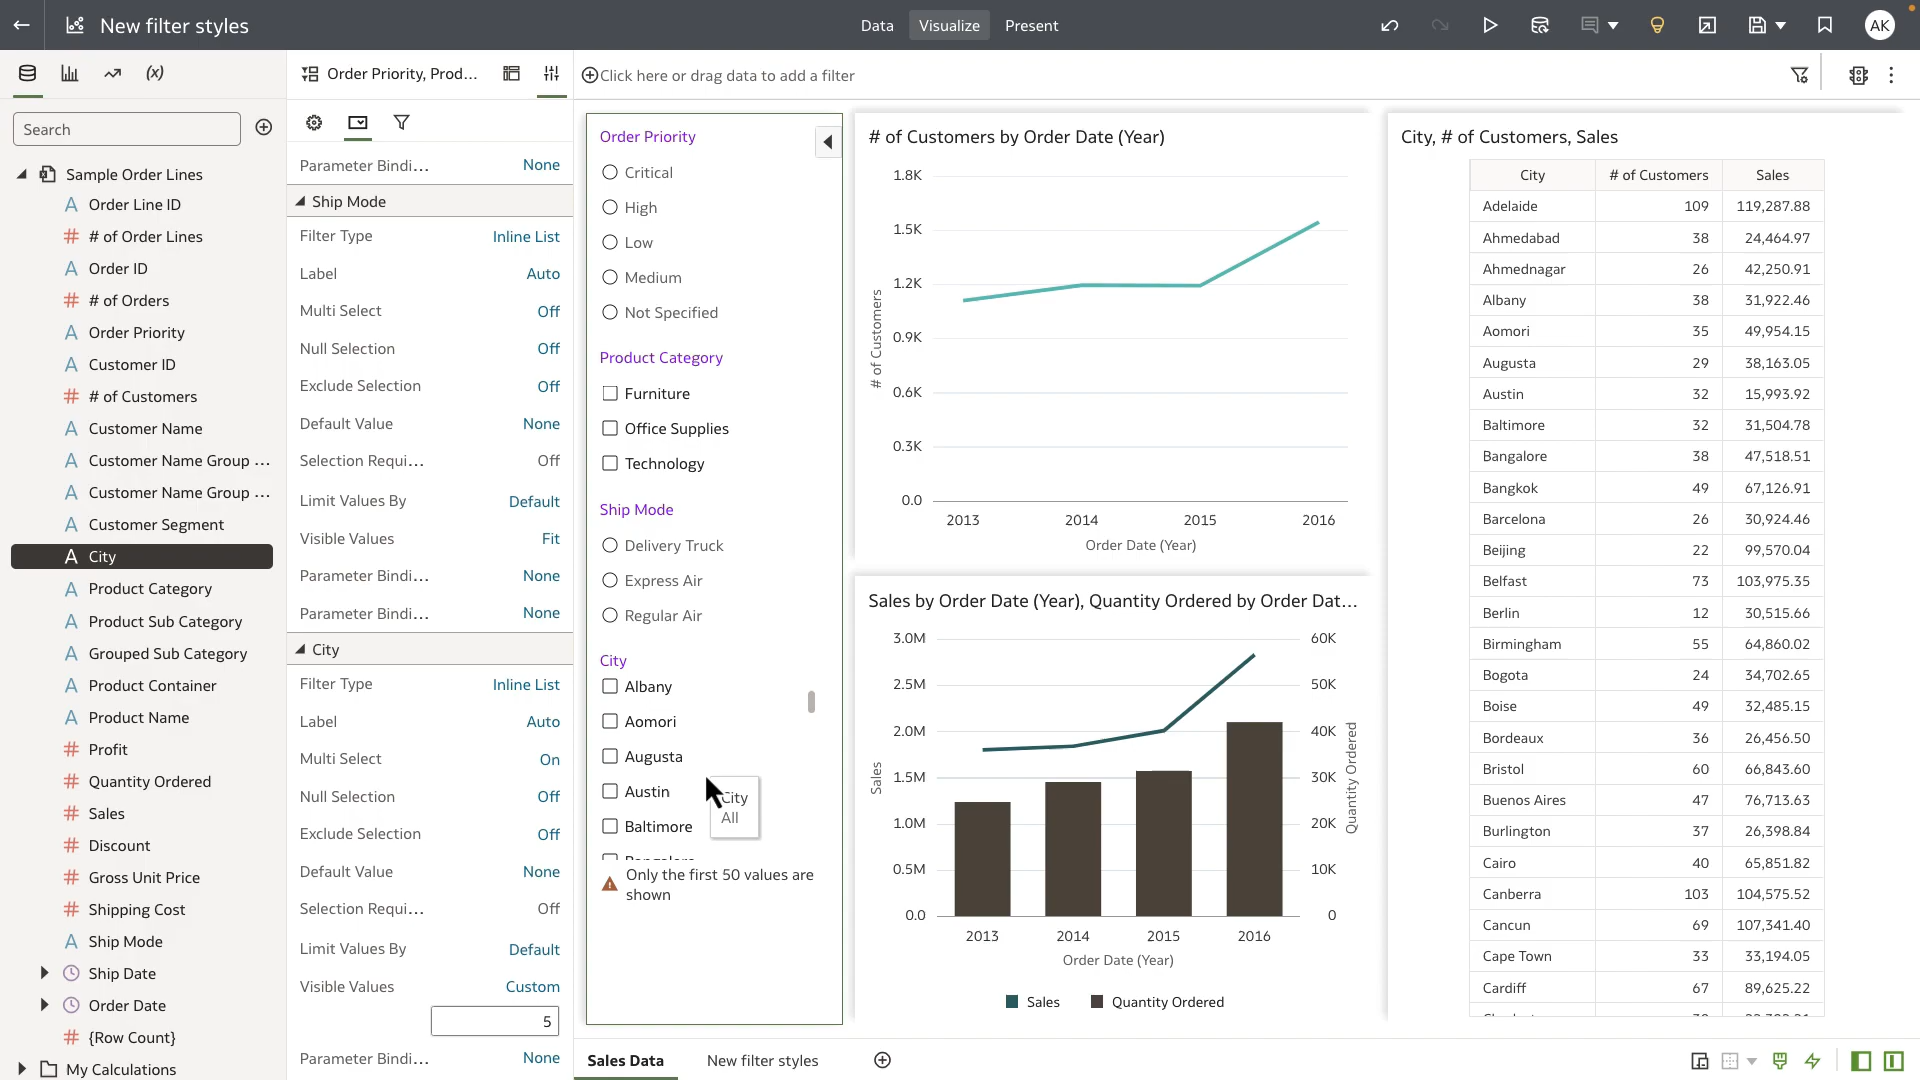 New filter styles
Data
Visualize
Present
AK
Order Priority, Prod...
Click here or drag data to add a filter
Search
Sample Order Lines
Order Line ID
# of Order Lines
Order ID
# of Orders
Order Priority
Customer ID
# of Customers
Customer Name
Customer Name Group ...
Customer Name Group ...
Customer Segment
City
Product Category
Product Sub Category
Grouped Sub Category
Product Container
Product Name
Profit
Quantity Ordered
Sales
Discount
Gross Unit Price
Shipping Cost
Ship Mode
Ship Date
Order Date
{Row Count}
My Calculations
Parameter Bindi... None
Ship Mode
Filter Type Inline List
Label Auto
Multi Select Off
Null Selection Off
Exclude Selection Off
Default Value None
Selection Requi... Off
Limit Values By Default
Visible Values Fit
Parameter Bindi... None
Parameter Bindi... None
City
Filter Type Inline List
Label Auto
Multi Select On
Null Selection Off
Exclude Selection Off
Default Value None
Selection Requi... Off
Limit Values By Default
Visible Values Custom
5
Parameter Bindi... None
Order Priority
Critical
High
Low
Medium
Not Specified
Product Category
Furniture
Office Supplies
Technology
Ship Mode
Delivery Truck
Express Air
Regular Air
City
Albany
Aomori
Augusta
Austin
Baltimore
City
All
Only the first 50 values are
shown
# of Customers by Order Date (Year)
# of Customers
1.8K
1.5K
1.2K
0.9K
0.6K
0.3K
0.0
2013 2014 2015 2016
Order Date (Year)
Sales by Order Date (Year), Quantity Ordered by Order Dat...
Sales
3.0M
2.5M
2.0M
1.5M
1.0M
0.5M
0.0
60K
50K
40K
30K
20K
10K
0
Quantity Ordered
2013 2014 2015 2016
Order Date (Year)
Sales Quantity Ordered
City, # of Customers, Sales
City # of Customers Sales
Adelaide 109 119,287.88
Ahmedabad 38 24,464.97
Ahmednagar 26 42,250.91
Albany 38 31,922.46
Aomori 35 49,954.15
Augusta 29 38,163.05
Austin 32 15,993.92
Baltimore 32 31,504.78
Bangalore 38 47,518.51
Bangkok 49 67,126.91
Barcelona 26 30,924.46
Beijing 22 99,570.04
Belfast 73 103,975.35
Berlin 12 30,515.66
Birmingham 55 64,860.02
Bogota 24 34,702.65
Boise 49 32,485.15
Bordeaux 36 26,456.50
Bristol 60 66,843.60
Buenos Aires 47 76,713.63
Burlington 37 26,398.84
Cairo 40 65,851.82
Canberra 103 104,575.52
Cancun 69 107,341.40
Cape Town 33 33,194.05
Cardiff 67 89,625.22
Sales Data
New filter styles